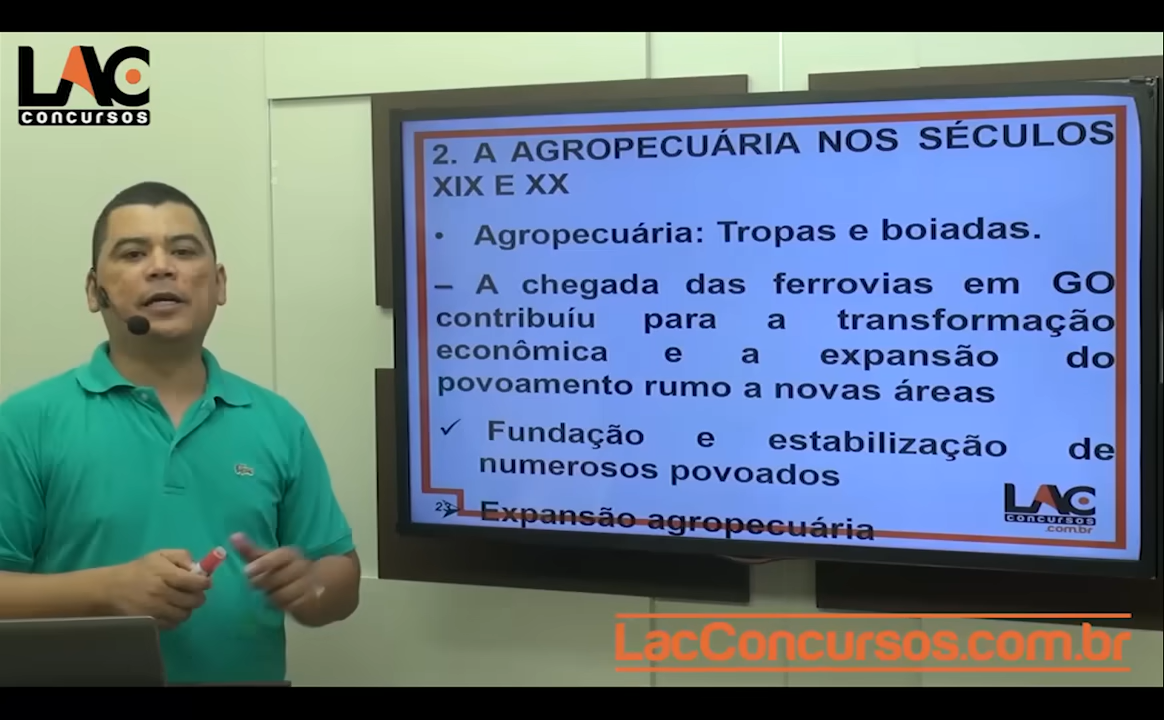 LAC
concursos
2. A AGROPECUÁRIA NOS SÉCULOS
XIX E XX
• Agropecuária: Tropas e boiadas.
– A chegada das ferrovias em GO
contribuíu para a transformação
econômica e a expansão do
povoamento rumo a novas áreas
✓ Fundação e estabilização de
numerosos povoados
➤ Expansão agropecuária
23
LAC
concursos
.com.br
LacConcursos.com.br